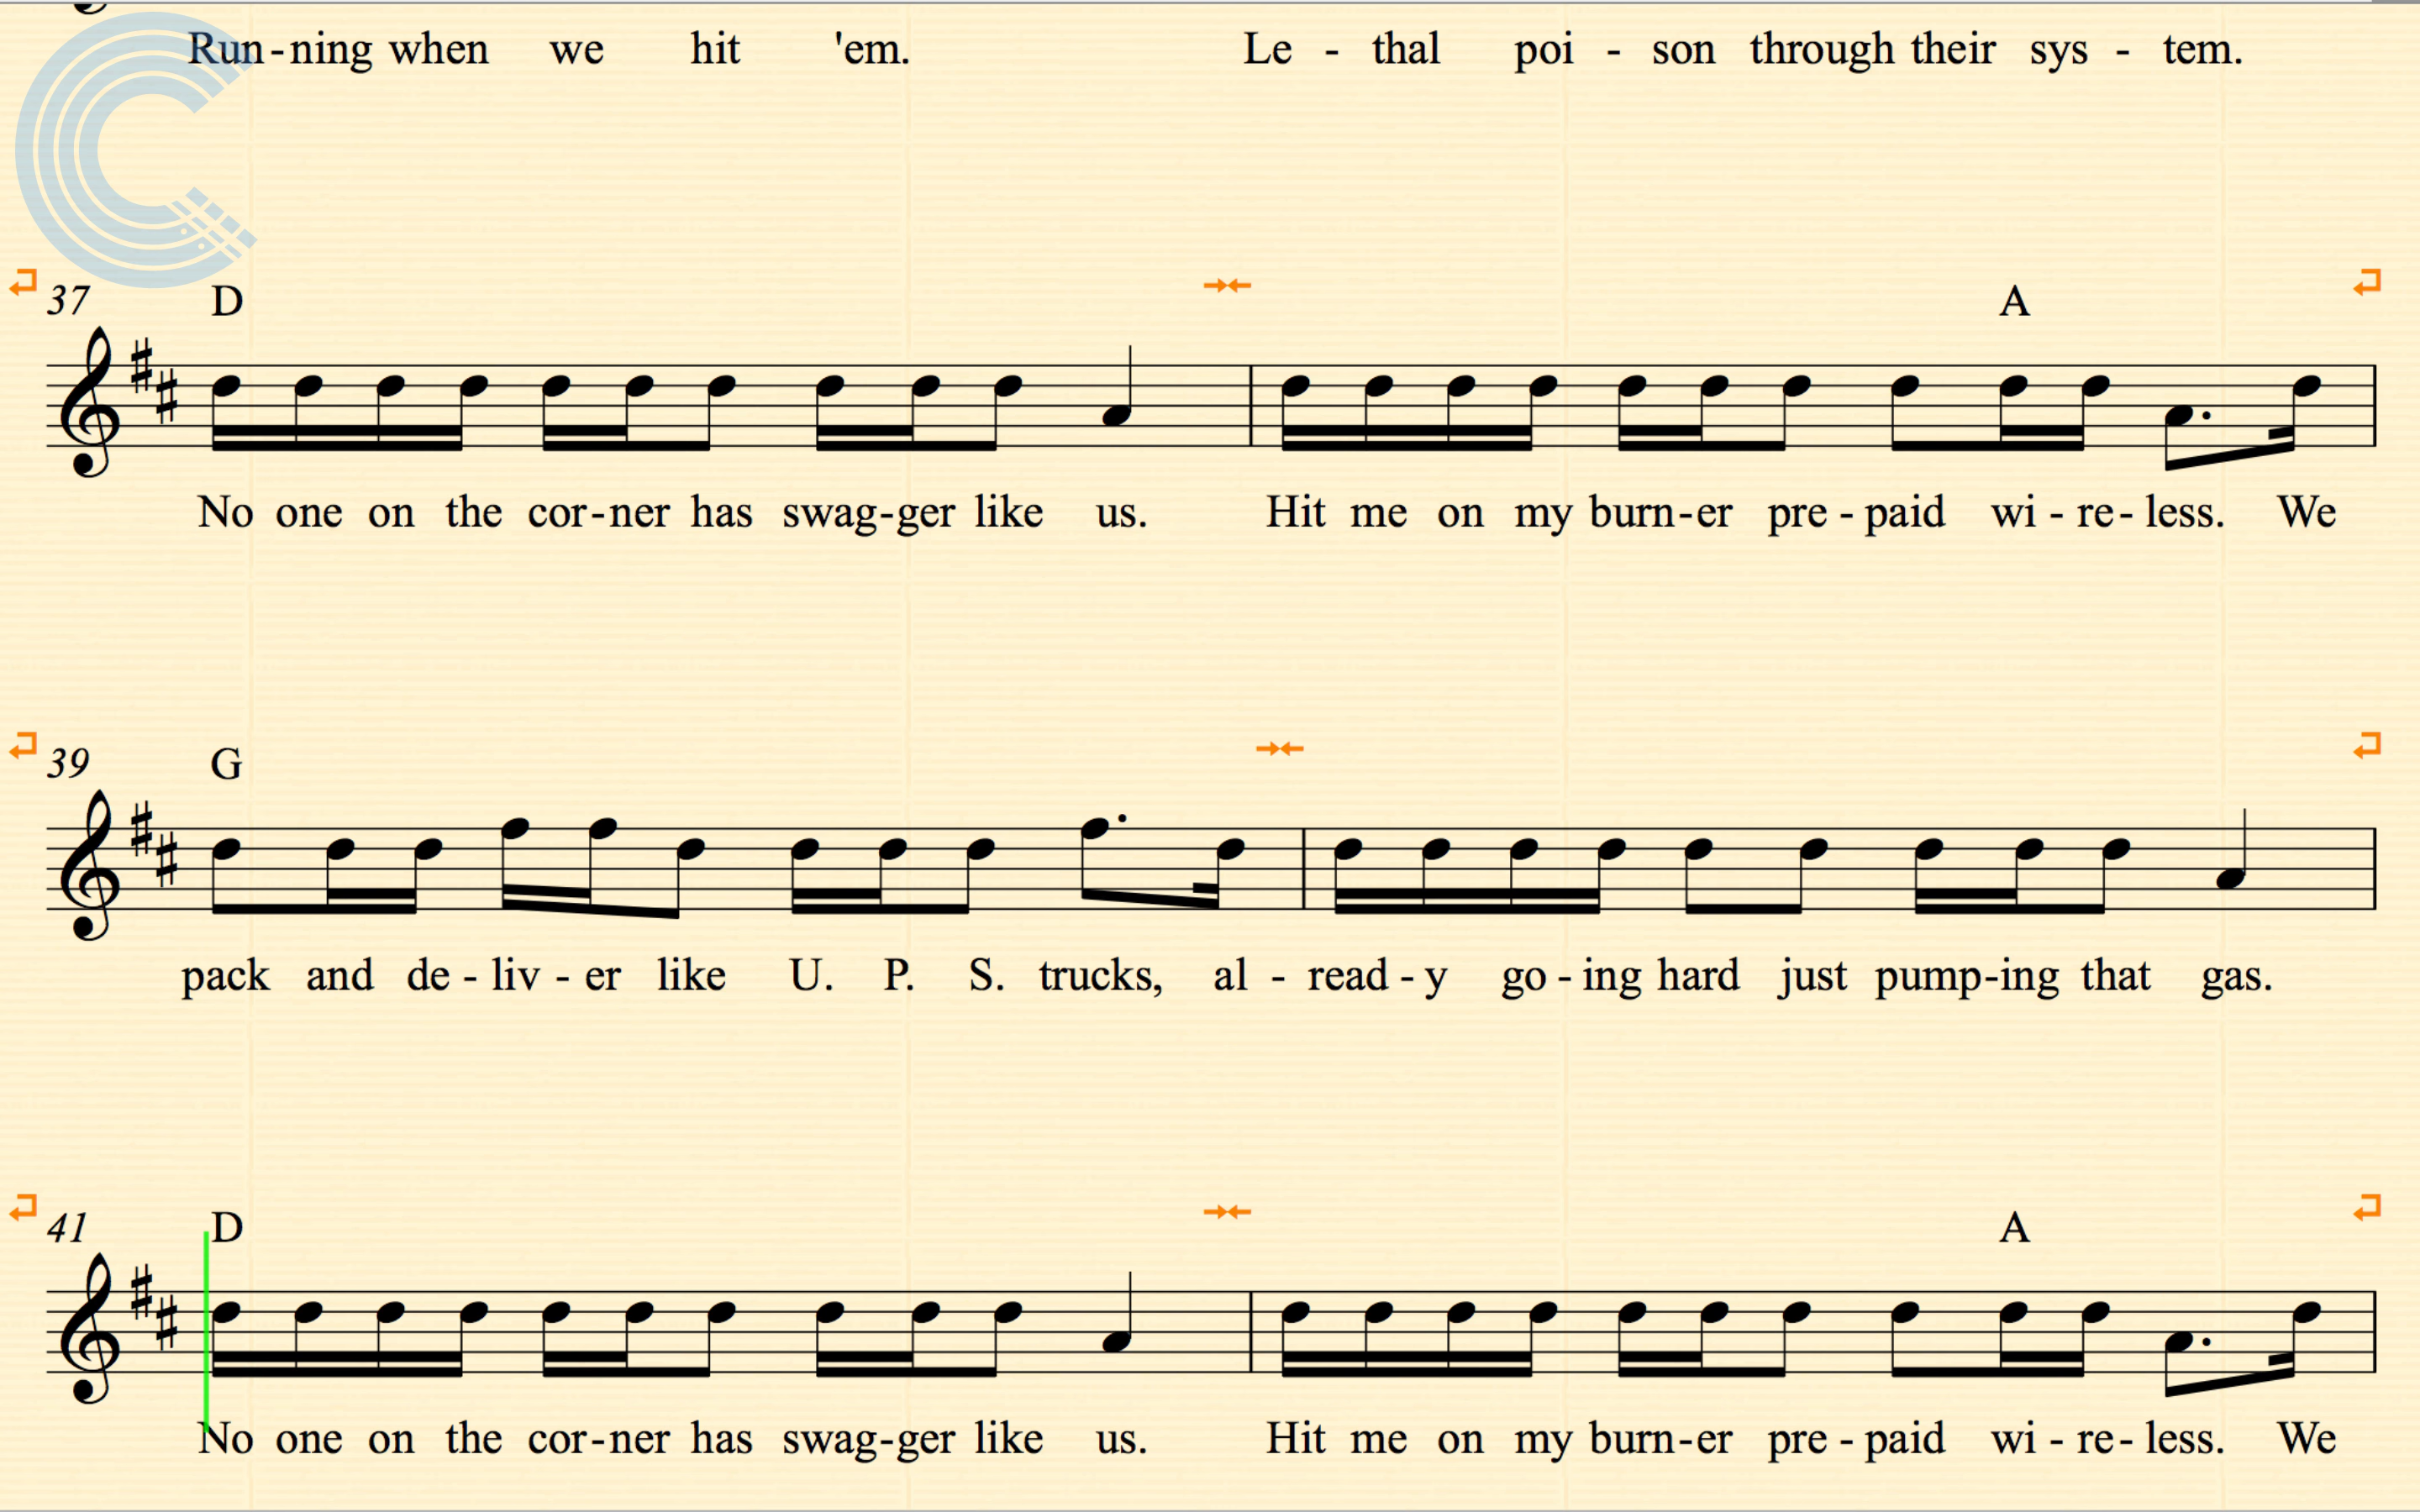 Run-ning when we hit 'em. Le - thal poi - son through their sys - tem.
37 D A
No one on the cor-ner has swag-ger like us. Hit me on my burn-er pre-paid wi-re-less. We
39 G
pack and de-liv-er like U. P. S. trucks, al-read-y go-ing hard just pump-ing that gas.
41 D A
No one on the cor-ner has swag-ger like us. Hit me on my burn-er pre-paid wi-re-less. We